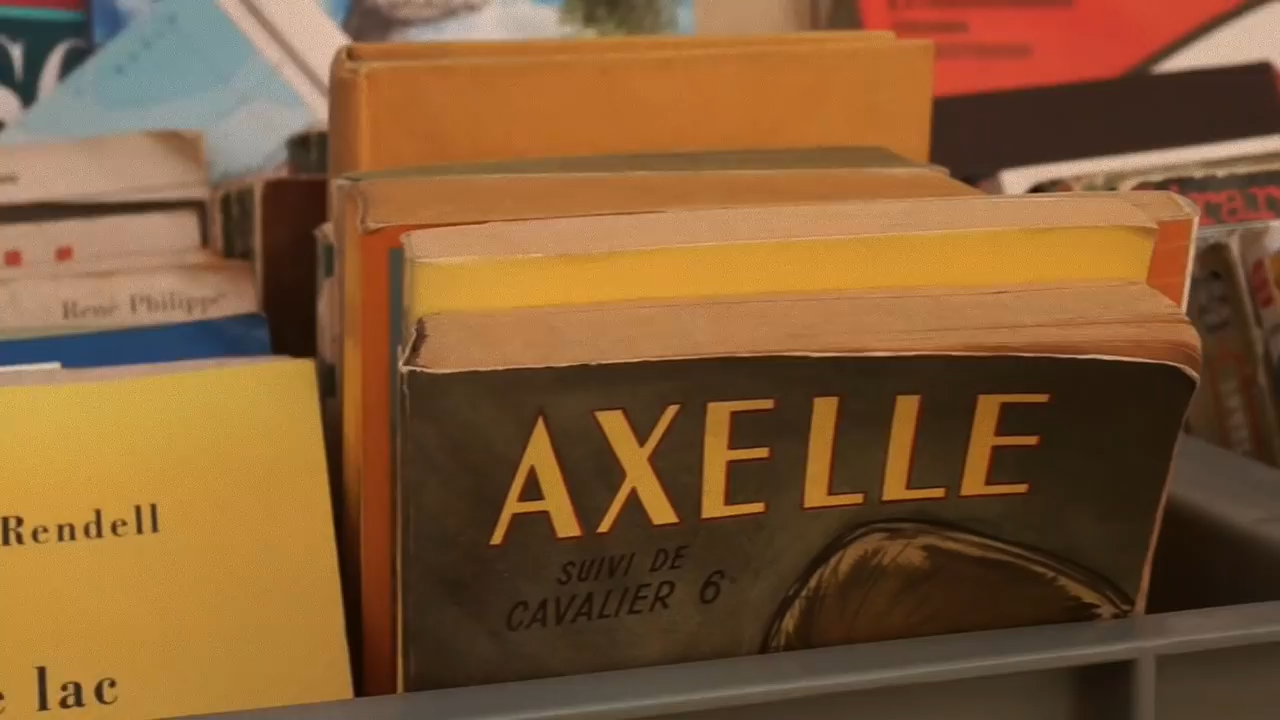 René Philippe
Rendell
lac
AXELLE
SUIVI DE
CAVALIER 6